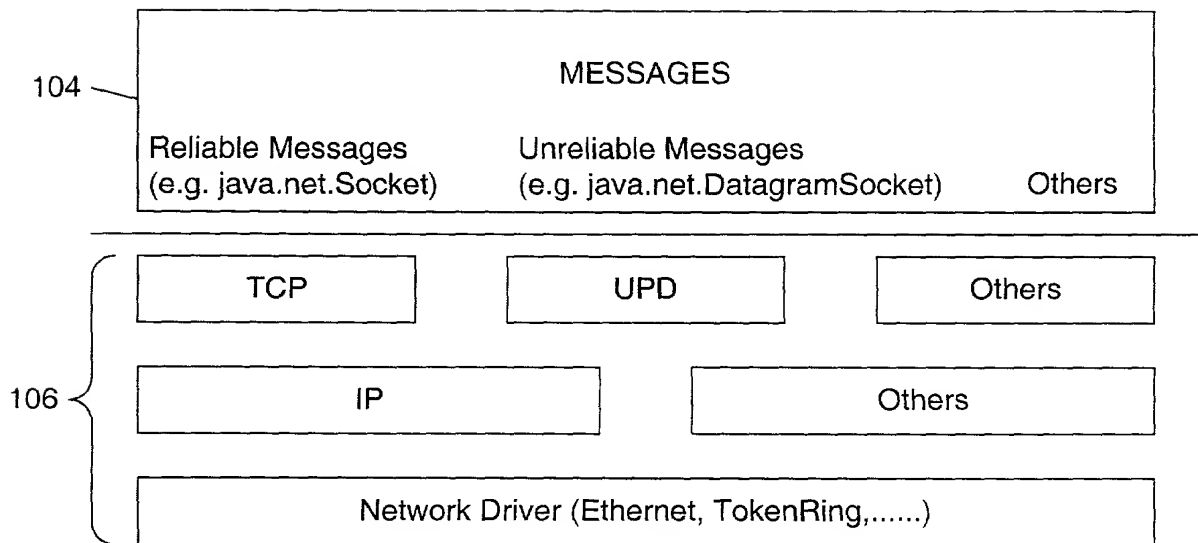 MESSAGES
104
Reliable Messages
(e.g. java.net.Socket)
Unreliable Messages
(e.g. java.net.DatagramSocket)
Others
TCP
UPD
Others
106
IP
Others
Network Driver (Ethernet, TokenRing,......)